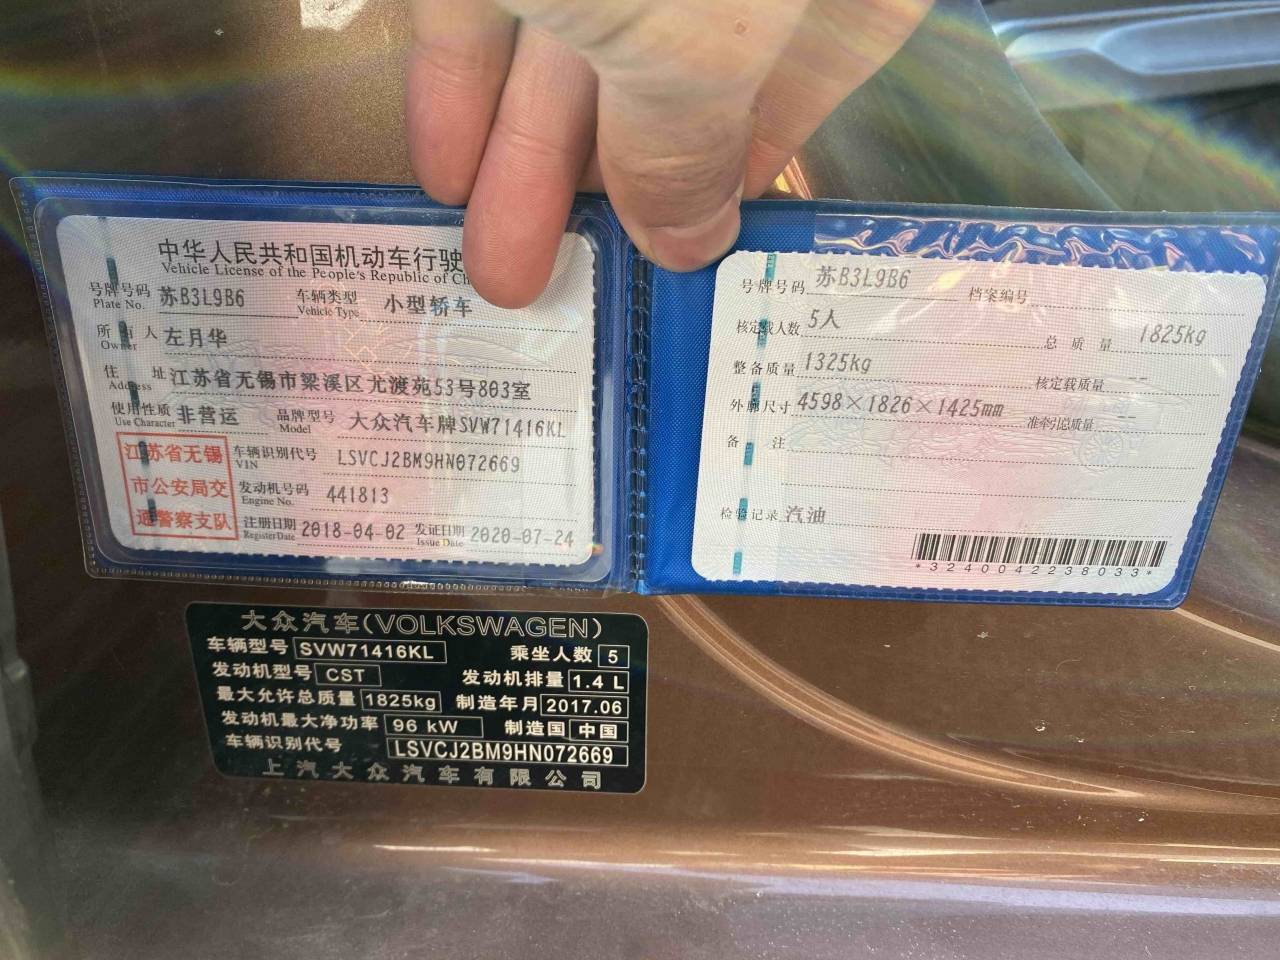 中华人民共和国机动车行驶
Vehicle License of the People's Republic of Ch
号牌号码 Plate No. 苏B3L9B6 车辆类型 Vehicle Type 小型轿车
所有人 Owner 左月华
住址 Address 江苏省无锡市梁溪区尤渡苑53号803室
使用性质 Use Character 非营运 品牌型号 Model 大众汽车牌SVW71416KL
江苏省无锡
市公安局交
通警察支队
车辆识别代号 VIN LSVCJ2BM9HN072669
发动机号码 Engine No. 441813
注册日期 Register Date 2018-04-02 发证日期 Issue Date 2020-07-24
号牌号码 苏B3L9B6 档案编号
核定载人数 5人 总质量 1825kg
整备质量 1325kg 核定载质量 --
外廓尺寸 4598×1826×1425mm 准牵引总质量 --
备注
检验记录 汽油
*3240042238033*
大众汽车(VOLKSWAGEN)
车辆型号 SVW71416KL 乘坐人数 5
发动机型号 CST 发动机排量 1.4 L
最大允许总质量 1825kg 制造年月 2017.06
发动机最大净功率 96 kW 制造国 中国
车辆识别代号 LSVCJ2BM9HN072669
上汽大众汽车有限公司